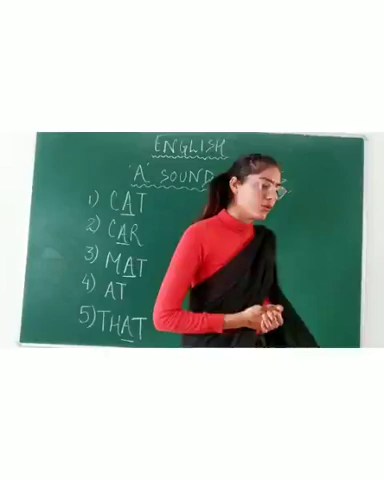 ENGLISH
'A' SOUND
1) CAT
2) CAR
3) MAT
4) AT
5) THAT